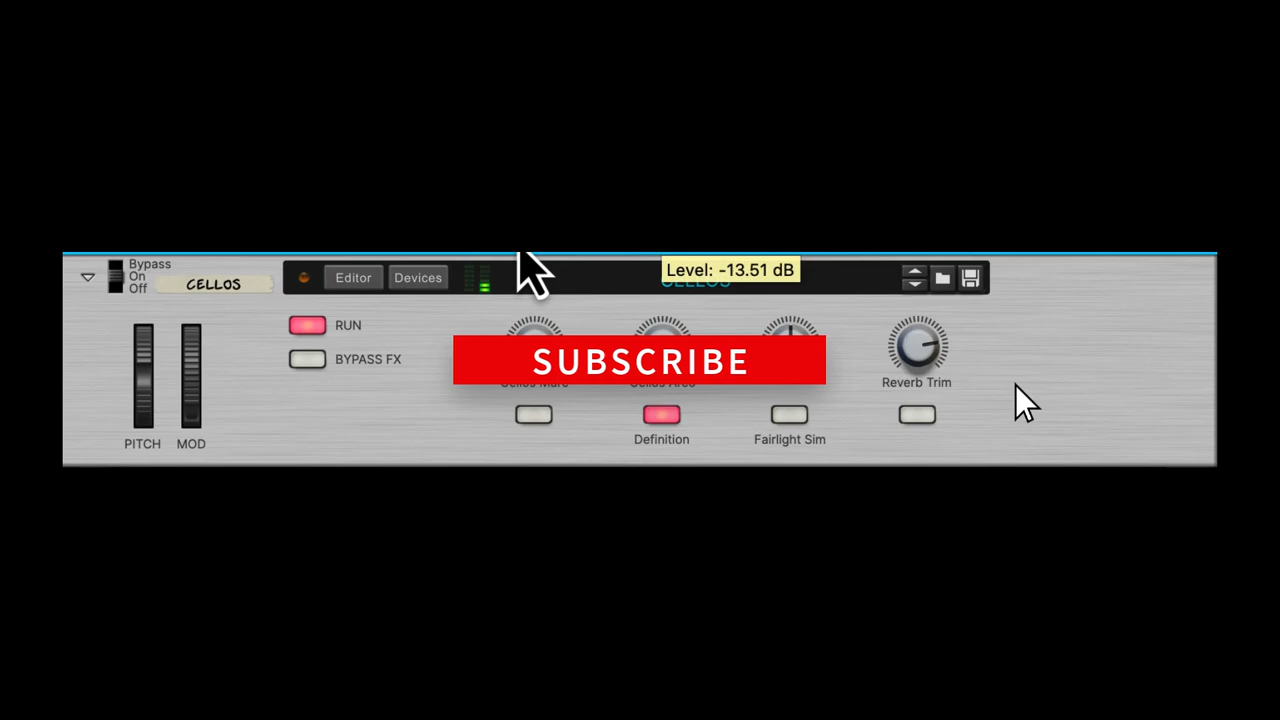 Bypass
On
Off
CELLOS
Editor
Devices
Level: -13.51 dB
CELLOS
RUN
BYPASS FX
SUBSCRIBE
Reverb Trim
Definition
Fairlight Sim
PITCH
MOD